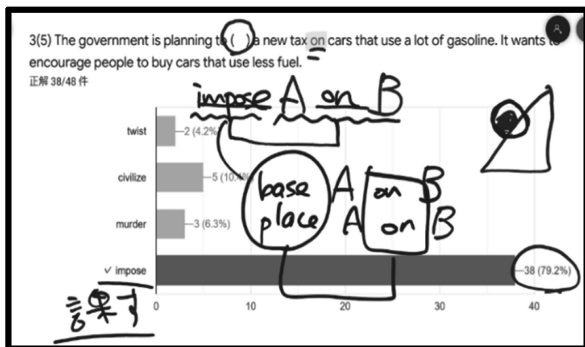 3(5) The government is planning to ( ) a new tax on cars that use a lot of gasoline. It wants to
encourage people to buy cars that use less fuel.
正解 38/48 件
impose A on B
twist
2 (4.2%
civilize
5 (10.4%
base A on B
place A on B
murder
3 (6.3%)
✓ impose
38 (79.2%)
課す
0 10 20 30 40